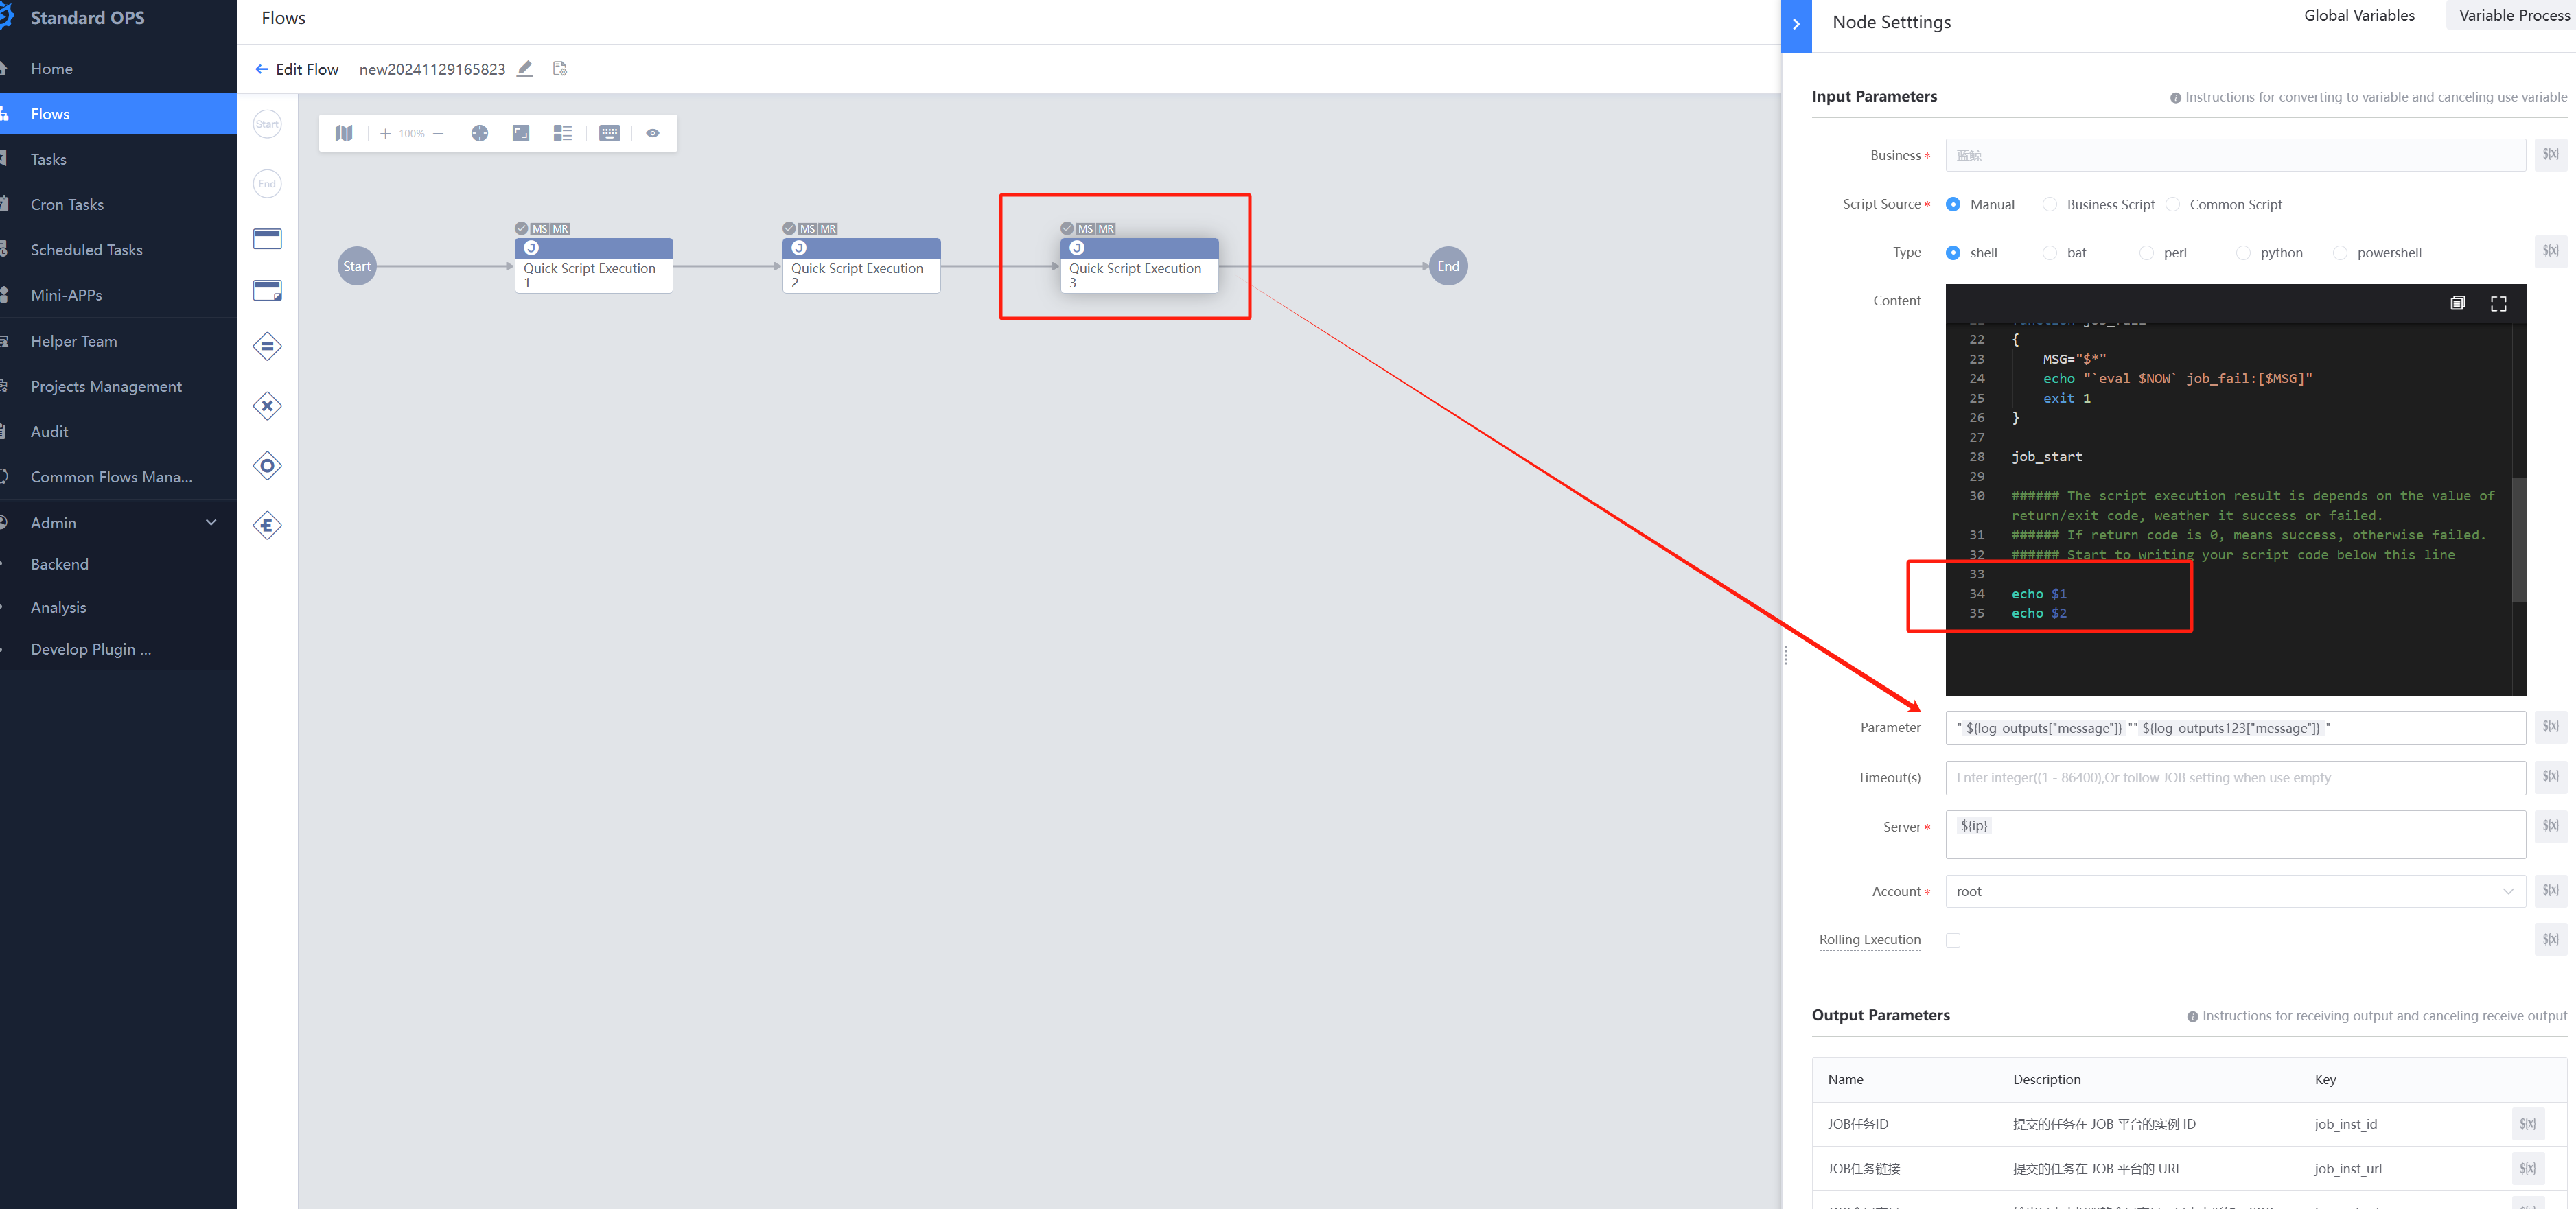 Standard OPS
Home
Flows
Tasks
Cron Tasks
Scheduled Tasks
Mini-APPs
Helper Team
Projects Management
Audit
Common Flows Mana...
Admin
Backend
Analysis
Develop Plugin ...
Flows
Edit Flow new20241129165823
Start
End
100%
Start
MS MR
J
Quick Script Execution
1
MS MR
J
Quick Script Execution
2
MS MR
J
Quick Script Execution
3
End
Node Setttings
Global Variables
Variable Process
Input Parameters
Instructions for converting to variable and canceling use variable
Business * 蓝鲸 ${x}
Script Source * Manual Business Script Common Script
Type shell bat perl python powershell ${x}
Content
22 {
23 MSG="$*"
24 echo "`eval $NOW` job_fail:[$MSG]"
25 exit 1
26 }
27
28 job_start
29
30 ###### The script execution result is depends on the value of
return/exit code, weather it success or failed.
31 ###### If return code is 0, means success, otherwise failed.
32 ###### Start to writing your script code below this line
33
34 echo $1
35 echo $2
Parameter "${log_outputs["message"]}" "${log_outputs123["message"]}" ${x}
Timeout(s) Enter integer((1 - 86400),Or follow JOB setting when use empty ${x}
Server * ${ip} ${x}
Account * root ${x}
Rolling Execution ${x}
Output Parameters
Instructions for receiving output and canceling receive output
Name Description Key
JOB任务ID 提交的任务在 JOB 平台的实例 ID job_inst_id ${x}
JOB任务链接 提交的任务在 JOB 平台的 URL job_inst_url ${x}